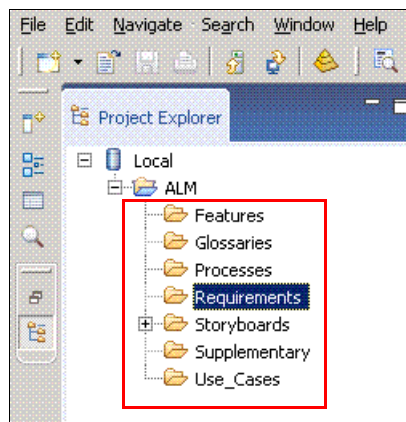 File Edit Navigate Search Window Help
Project Explorer
Local
ALM
Features
Glossaries
Processes
Requirements
Storyboards
Supplementary
Use_Cases